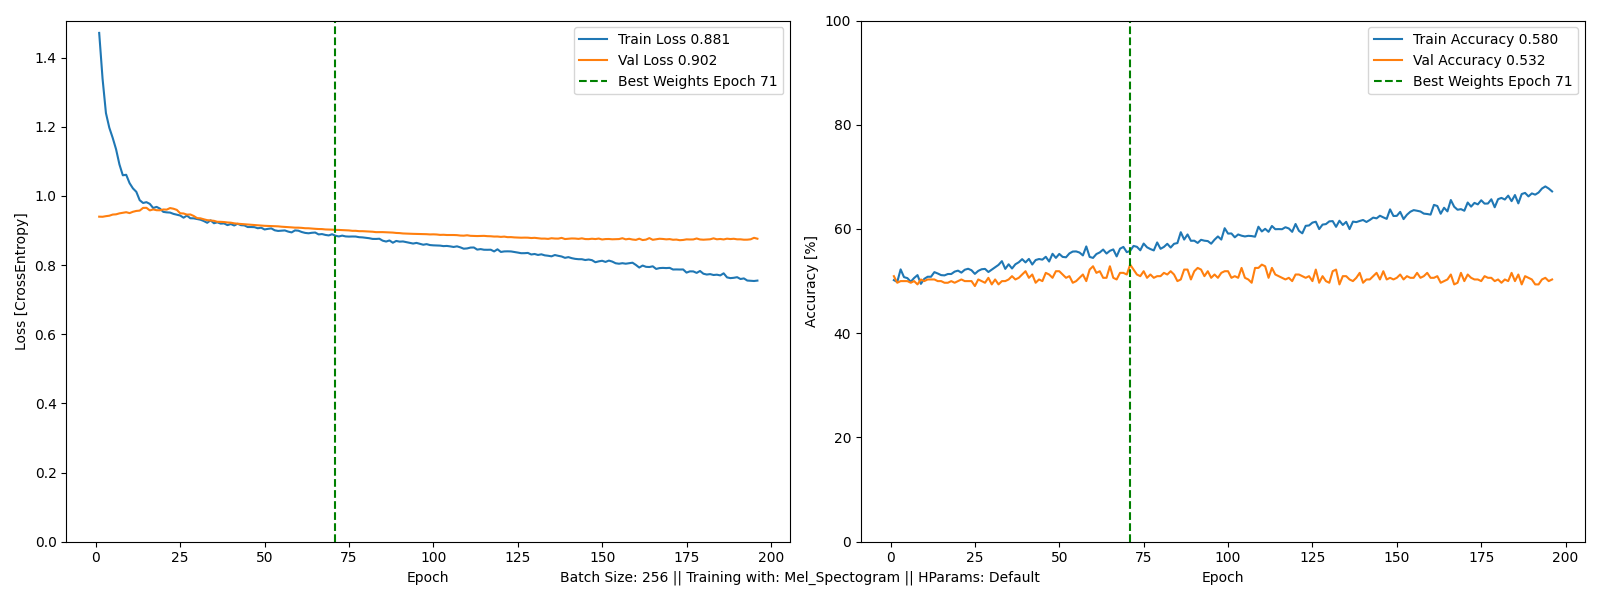 Loss [CrossEntropy]
1.4
1.2
1.0
0.8
0.6
0.4
0.2
0.0
Train Loss 0.881
Val Loss 0.902
Best Weights Epoch 71
0 25 50 75 100 125 150 175 200
Epoch
Accuracy [%]
100
80
60
40
20
0
Train Accuracy 0.580
Val Accuracy 0.532
Best Weights Epoch 71
0 25 50 75 100 125 150 175 200
Epoch
Batch Size: 256 || Training with: Mel_Spectogram || HParams: Default